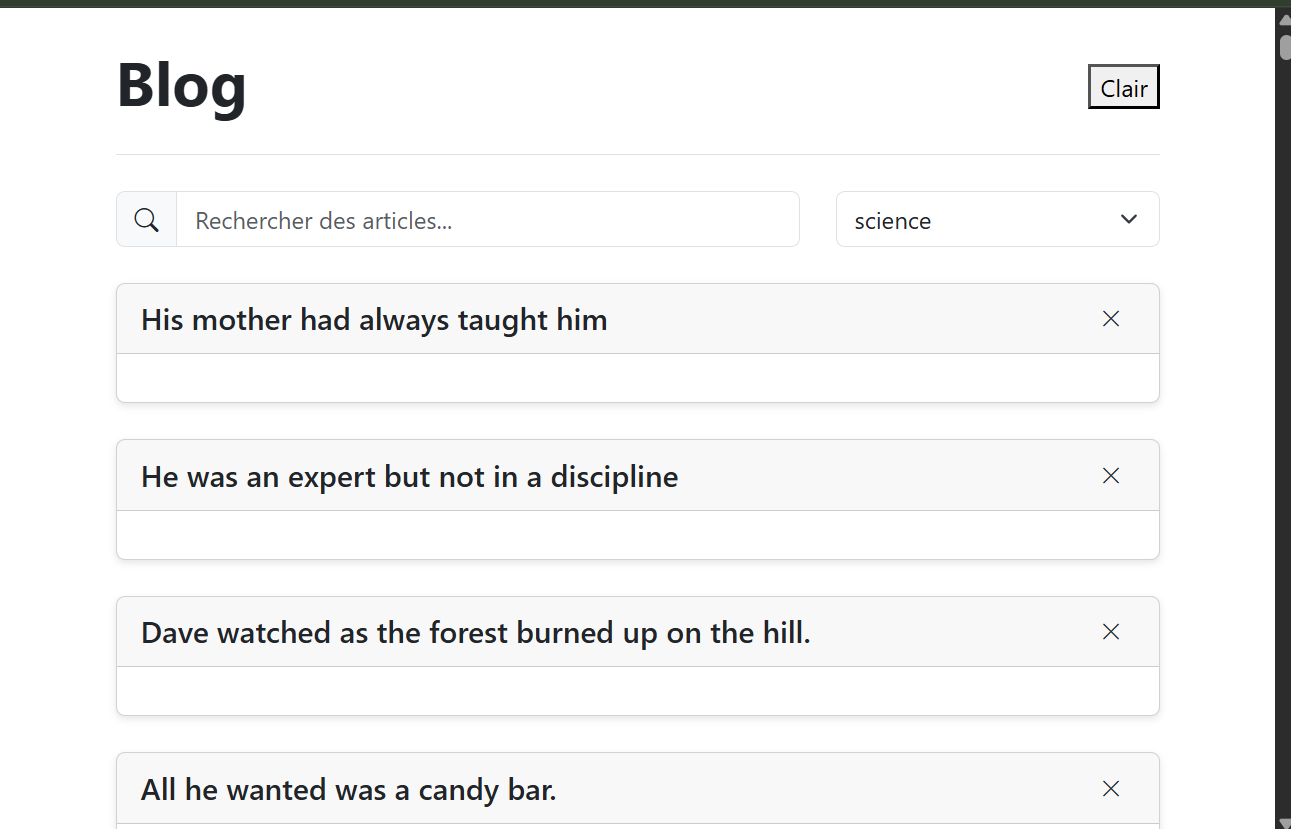 Blog
Clair
Rechercher des articles...
science
His mother had always taught him
He was an expert but not in a discipline
Dave watched as the forest burned up on the hill.
All he wanted was a candy bar.